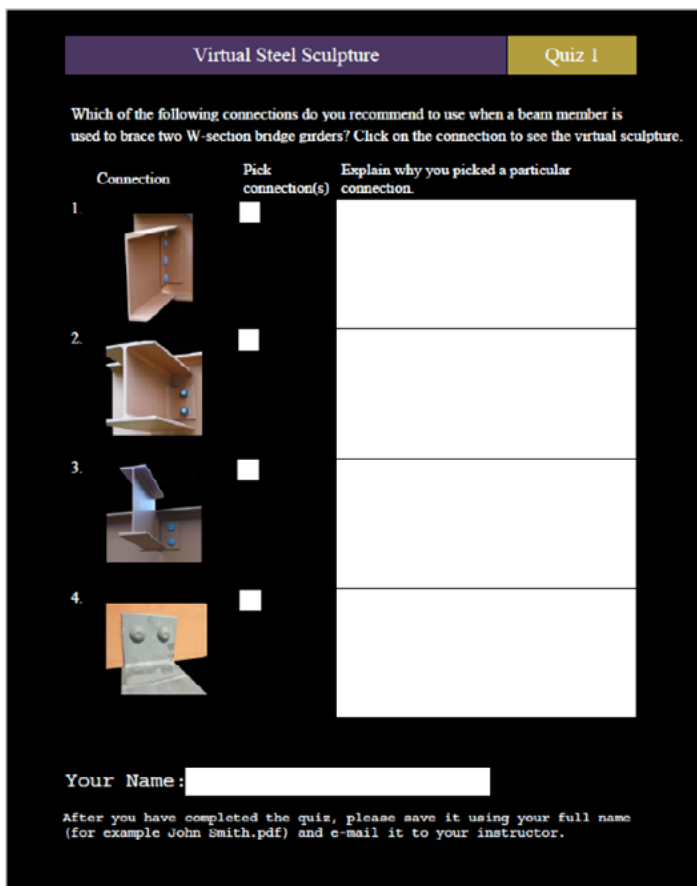 Virtual Steel Sculpture Quiz 1
Which of the following connections do you recommend to use when a beam member is
used to brace two W-section bridge girders? Click on the connection to see the virtual sculpture.
Connection
Pick
connection(s)
Explain why you picked a particular
connection.
1.
2.
3.
4.
Your Name:
After you have completed the quiz, please save it using your full name
(for example John Smith.pdf) and e-mail it to your instructor.